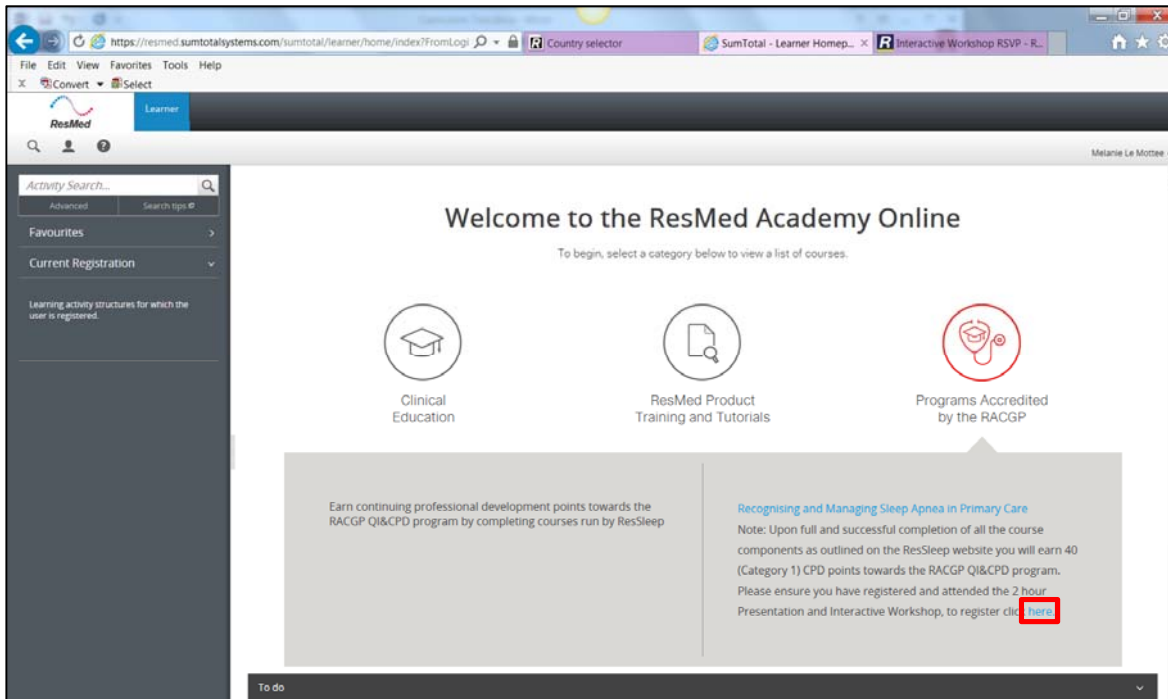 https://resmed.sumtotalsystems.com/sumtotal/learner/home/index?FromLogi
Country selector
SumTotal - Learner Homep...
Interactive Workshop RSVP - R...
File Edit View Favorites Tools Help
x Convert Select
ResMed
Learner
Melanie Le Mottee
Activity Search...
Advanced
Search tips
Favourites
Current Registration
Learning activity structures for which the
user is registered.
Welcome to the ResMed Academy Online
To begin, select a category below to view a list of courses.
Clinical
Education
ResMed Product
Training and Tutorials
Programs Accredited
by the RACGP
Earn continuing professional development points towards the
RACGP QI&CPD program by completing courses run by ResSleep
Recognising and Managing Sleep Apnea in Primary Care
Note: Upon full and successful completion of all the course
components as outlined on the ResSleep website you will earn 40
(Category 1) CPD points towards the RACGP QI&CPD program.
Please ensure you have registered and attended the 2 hour
Presentation and Interactive Workshop, to register click here.
To do